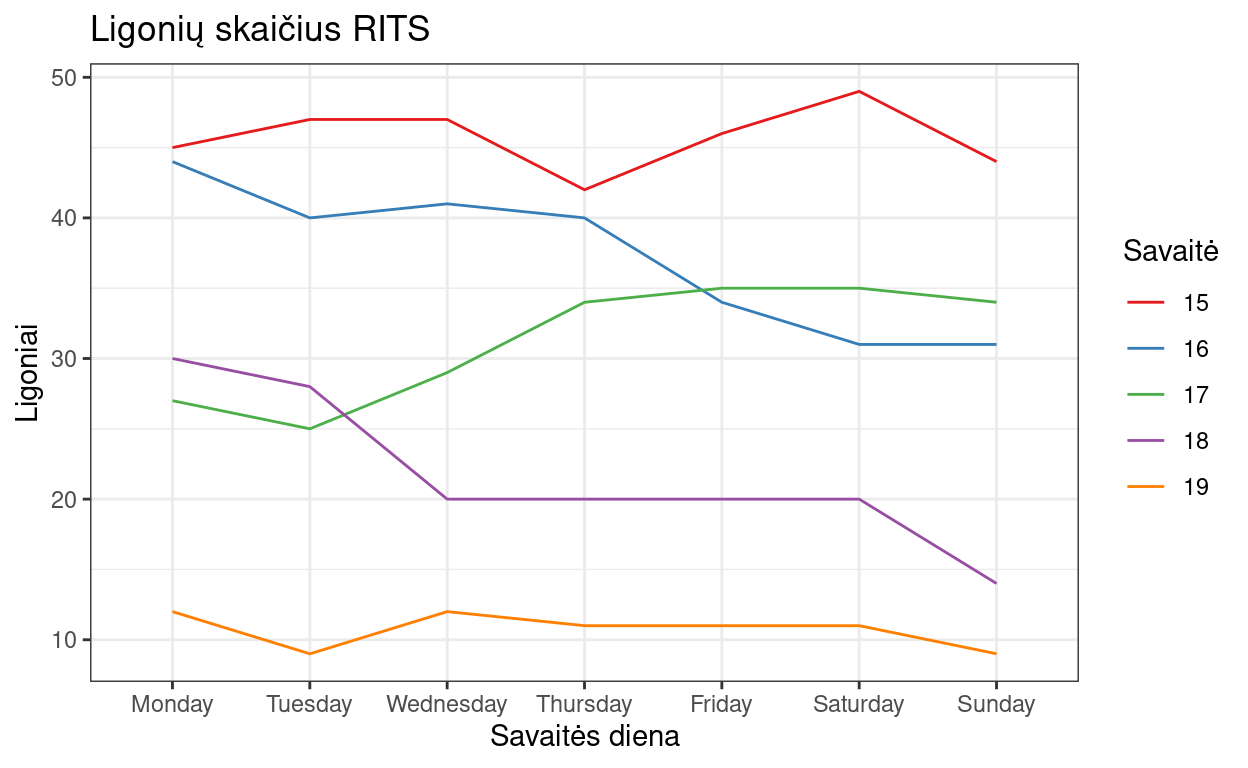 Ligonių skaičius RITS
50
40
30
20
10
Ligoniai
Monday Tuesday Wednesday Thursday Friday Saturday Sunday
Savaitės diena
Savaitė
15
16
17
18
19